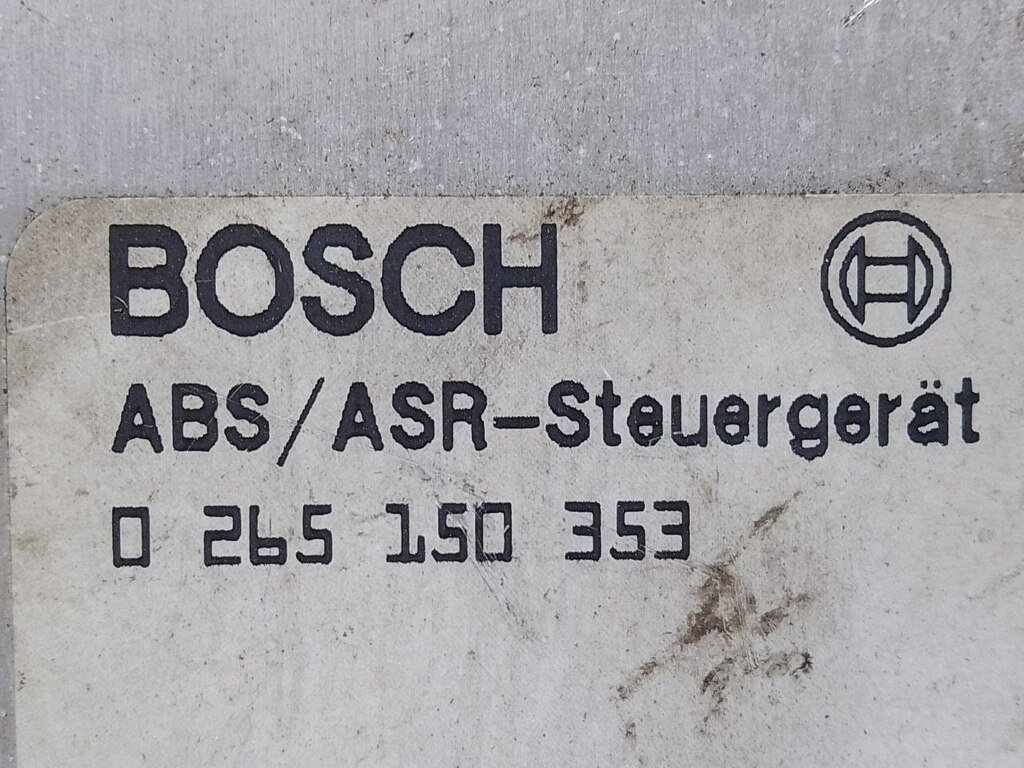 BOSCH
ABS/ASR-Steuergerät
0 265 150 353